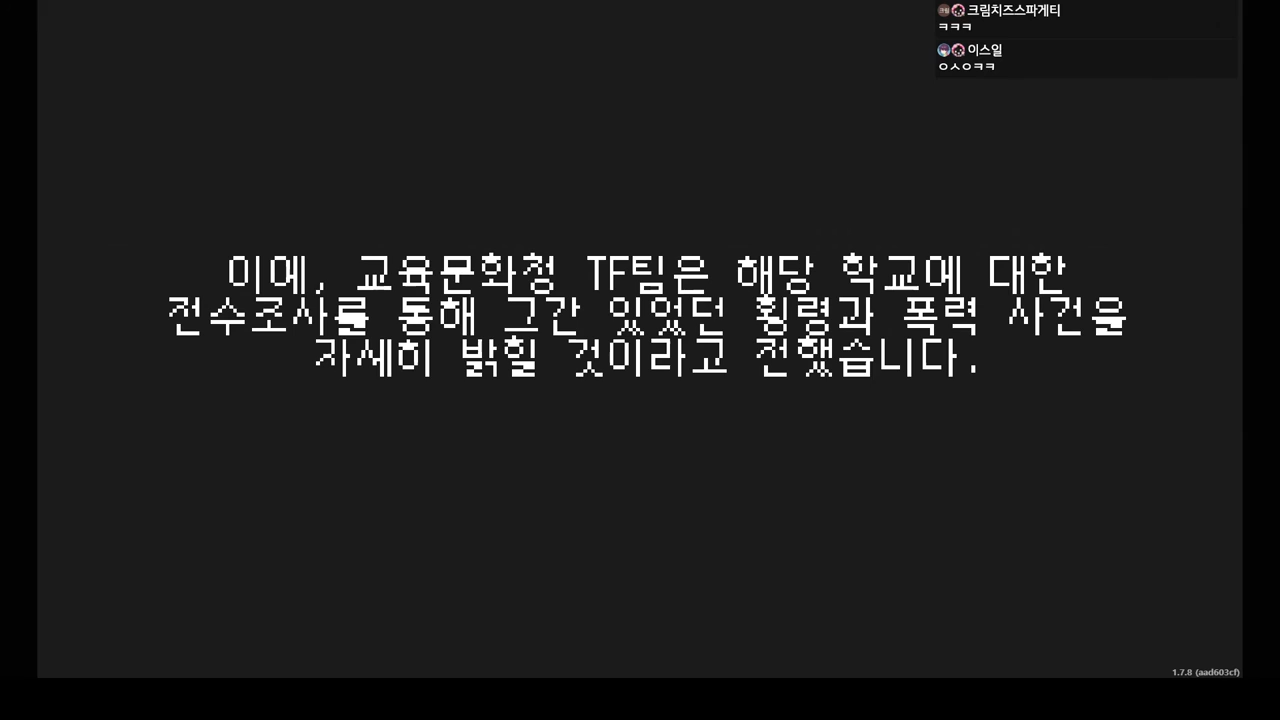 크림치즈스파게티
ㅋㅋㅋ
이스일
ㅇㅅㅇㅋㅋ
이에, 교육문화청 TF팀은 해당 학교에 대한
전수조사를 통해 그간 있었던 횡령과 폭력 사건을
자세히 밝힐 것이라고 전했습니다.
1.7.8 (aad603cf)